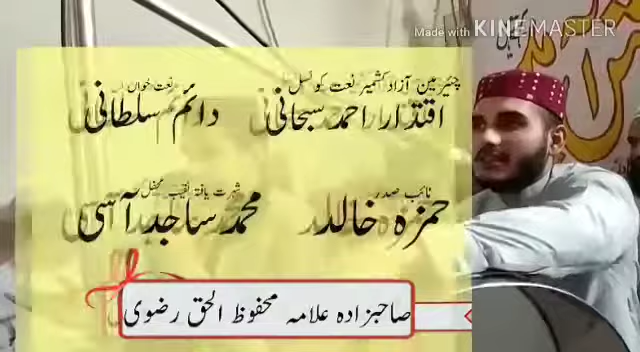 Made with KINEMASTER
چئیرمین آزاد کشمیر نعت کونسل
اقتدار احمد سبحانی
نعت خواں
دائم سلطانی
نائب صدر
حمزہ خالد
شہرت یافتہ نقیب محفل
محمد ساجد آسی
صاحبزادہ علامہ محفوظ الحق رضوی